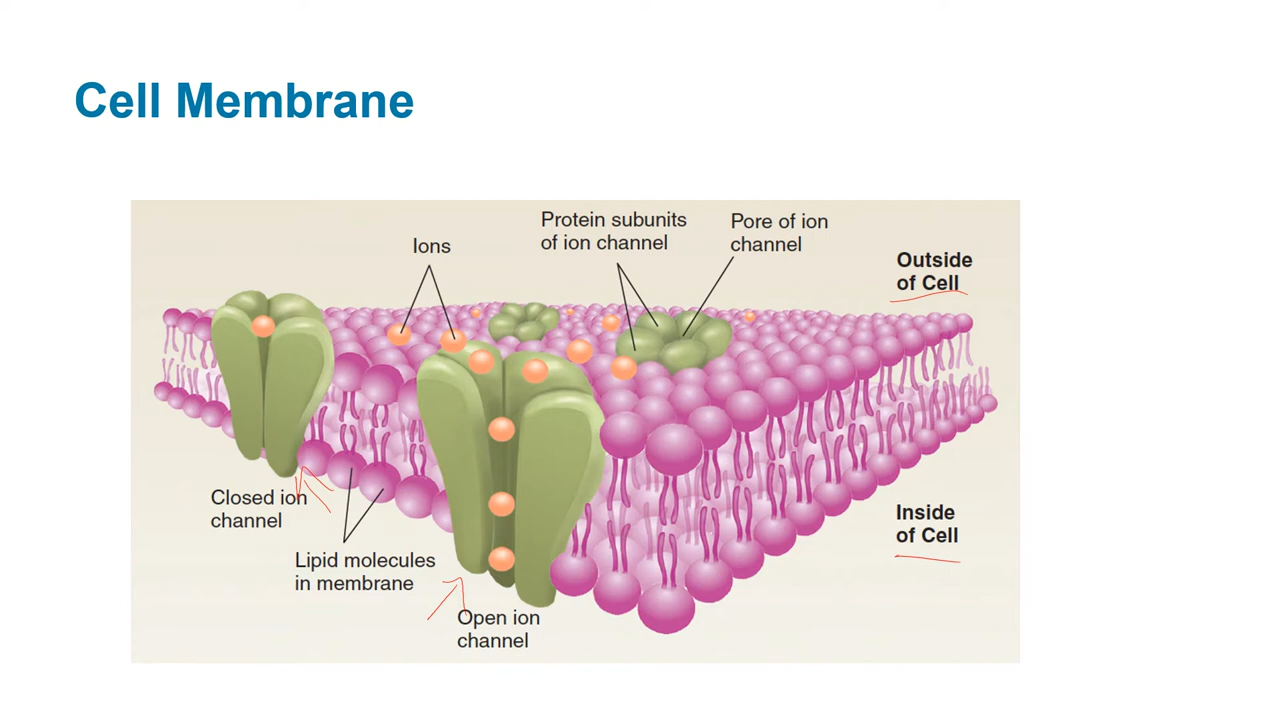 Cell Membrane
Ions
Protein subunits
of ion channel
Pore of ion
channel
Outside
of Cell
Closed ion
channel
Lipid molecules
in membrane
Open ion
channel
Inside
of Cell